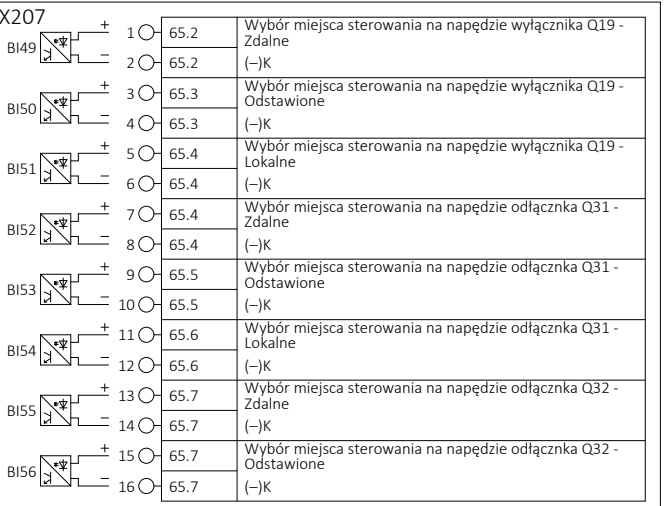 X207
BI49
+ 1 65.2 Wybór miejsca sterowania na napędzie wyłącznika Q19 -
Zdalne
− 2 65.2 (−)K
BI50
+ 3 65.3 Wybór miejsca sterowania na napędzie wyłącznika Q19 -
Odstawione
− 4 65.3 (−)K
BI51
+ 5 65.4 Wybór miejsca sterowania na napędzie wyłącznika Q19 -
Lokalne
− 6 65.4 (−)K
BI52
+ 7 65.4 Wybór miejsca sterowania na napędzie odłącznka Q31 -
Zdalne
− 8 65.4 (−)K
BI53
+ 9 65.5 Wybór miejsca sterowania na napędzie odłącznka Q31 -
Odstawione
− 10 65.5 (−)K
BI54
+ 11 65.6 Wybór miejsca sterowania na napędzie odłącznka Q31 -
Lokalne
− 12 65.6 (−)K
BI55
+ 13 65.7 Wybór miejsca sterowania na napędzie odłącznka Q32 -
Zdalne
− 14 65.7 (−)K
BI56
+ 15 65.7 Wybór miejsca sterowania na napędzie odłącznka Q32 -
Odstawione
− 16 65.7 (−)K